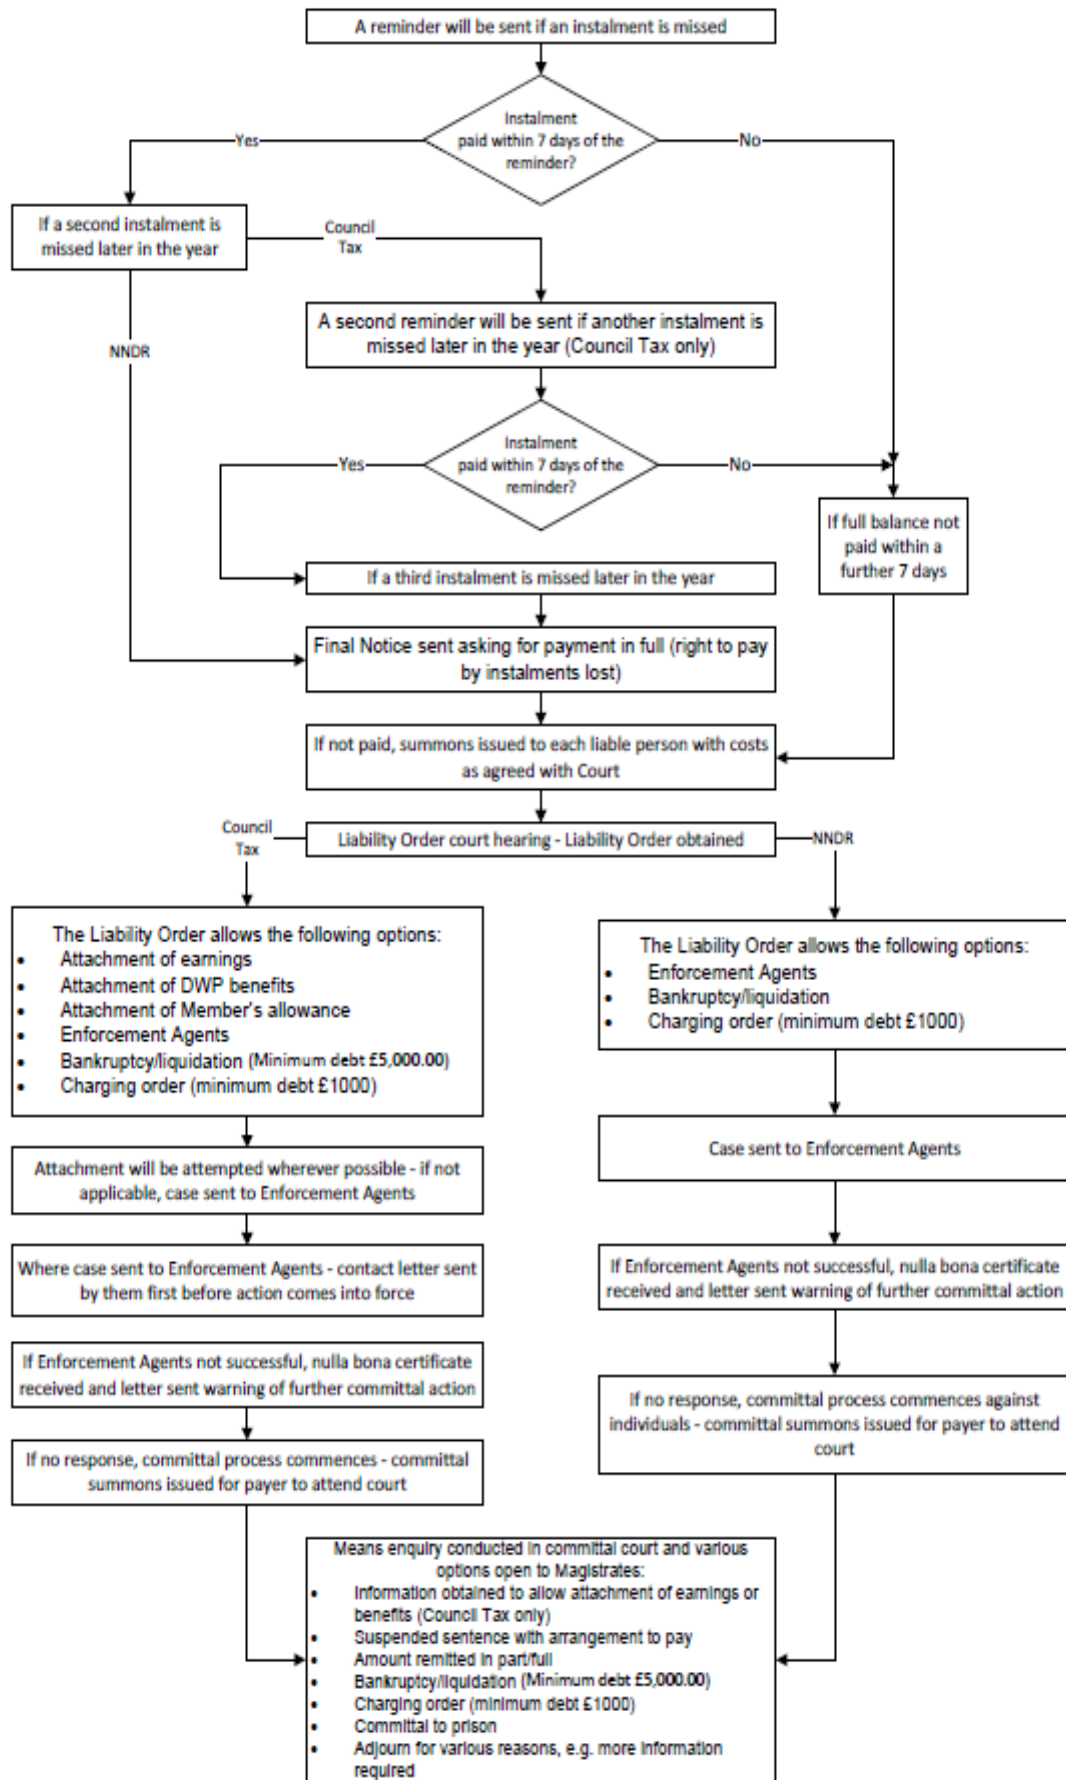 A reminder will be sent if an instalment is missed
Instalment
paid within 7 days of the
reminder?
Yes
No
If a second instalment is
missed later in the year
Council
Tax
A second reminder will be sent if another instalment is
missed later in the year (Council Tax only)
NNDR
Instalment
paid within 7 days of the
reminder?
Yes
No
If full balance not
paid within a
further 7 days
If a third instalment is missed later in the year
Final Notice sent asking for payment in full (right to pay
by instalments lost)
If not paid, summons issued to each liable person with costs
as agreed with Court
Council
Tax
Liability Order court hearing - Liability Order obtained
NNDR
The Liability Order allows the following options:
• Attachment of earnings
• Attachment of DWP benefits
• Attachment of Member's allowance
• Enforcement Agents
• Bankruptcy/liquidation (Minimum debt £5,000.00)
• Charging order (minimum debt £1000)
The Liability Order allows the following options:
• Enforcement Agents
• Bankruptcy/liquidation
• Charging order (minimum debt £1000)
Attachment will be attempted wherever possible - if not
applicable, case sent to Enforcement Agents
Case sent to Enforcement Agents
Where case sent to Enforcement Agents - contact letter sent
by them first before action comes into force
If Enforcement Agents not successful, nulla bona certificate
received and letter sent warning of further committal action
If Enforcement Agents not successful, nulla bona certificate
received and letter sent warning of further committal action
If no response, committal process commences against
individuals - committal summons issued for payer to attend
court
If no response, committal process commences - committal
summons issued for payer to attend court
Means enquiry conducted in committal court and various
options open to Magistrates:
• Information obtained to allow attachment of earnings or
benefits (Council Tax only)
• Suspended sentence with arrangement to pay
• Amount remitted in part/full
• Bankruptcy/liquidation (Minimum debt £5,000.00)
• Charging order (minimum debt £1000)
• Committal to prison
• Adjourn for various reasons, e.g. more information
required